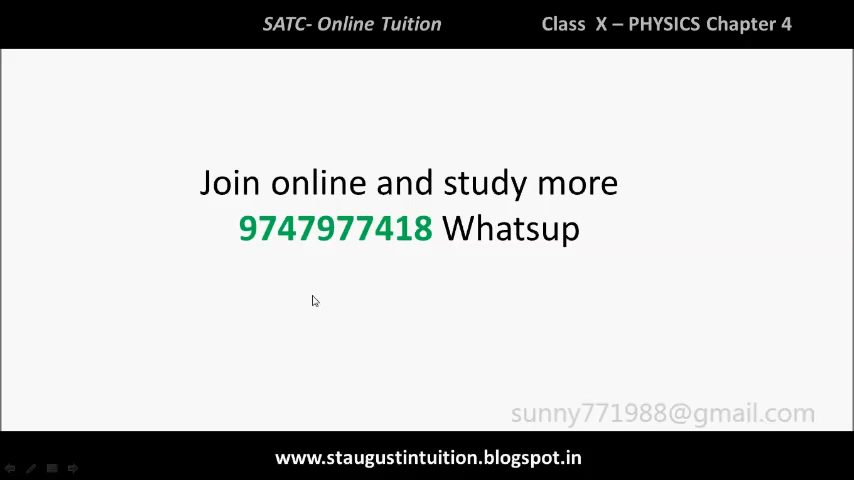 SATC- Online Tuition Class X – PHYSICS Chapter 4
Join online and study more
9747977418 Whatsup
sunny771988@gmail.com
www.staugustintuition.blogspot.in